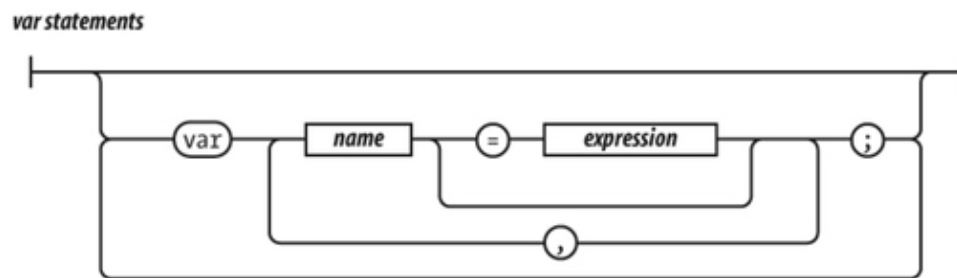 var statements
var name = expression ;
,